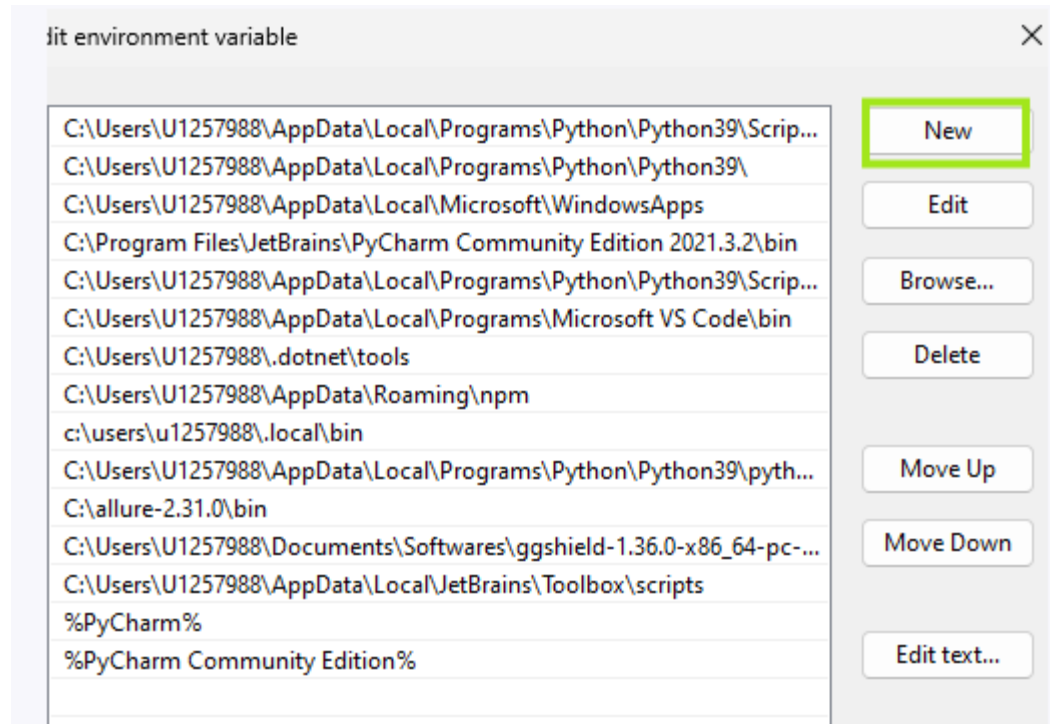 dit environment variable
C:\Users\U1257988\AppData\Local\Programs\Python\Python39\Scrip...
New
C:\Users\U1257988\AppData\Local\Programs\Python\Python39\
C:\Users\U1257988\AppData\Local\Microsoft\WindowsApps
Edit
C:\Program Files\JetBrains\PyCharm Community Edition 2021.3.2\bin
C:\Users\U1257988\AppData\Local\Programs\Python\Python39\Scrip...
Browse...
C:\Users\U1257988\AppData\Local\Programs\Microsoft VS Code\bin
C:\Users\U1257988\.dotnet\tools
Delete
C:\Users\U1257988\AppData\Roaming\npm
c:\users\u1257988\.local\bin
C:\Users\U1257988\AppData\Local\Programs\Python\Python39\pyth...
Move Up
C:\allure-2.31.0\bin
C:\Users\U1257988\Documents\Softwares\ggshield-1.36.0-x86_64-pc-...
Move Down
C:\Users\U1257988\AppData\Local\JetBrains\Toolbox\scripts
%PyCharm%
%PyCharm Community Edition%
Edit text...